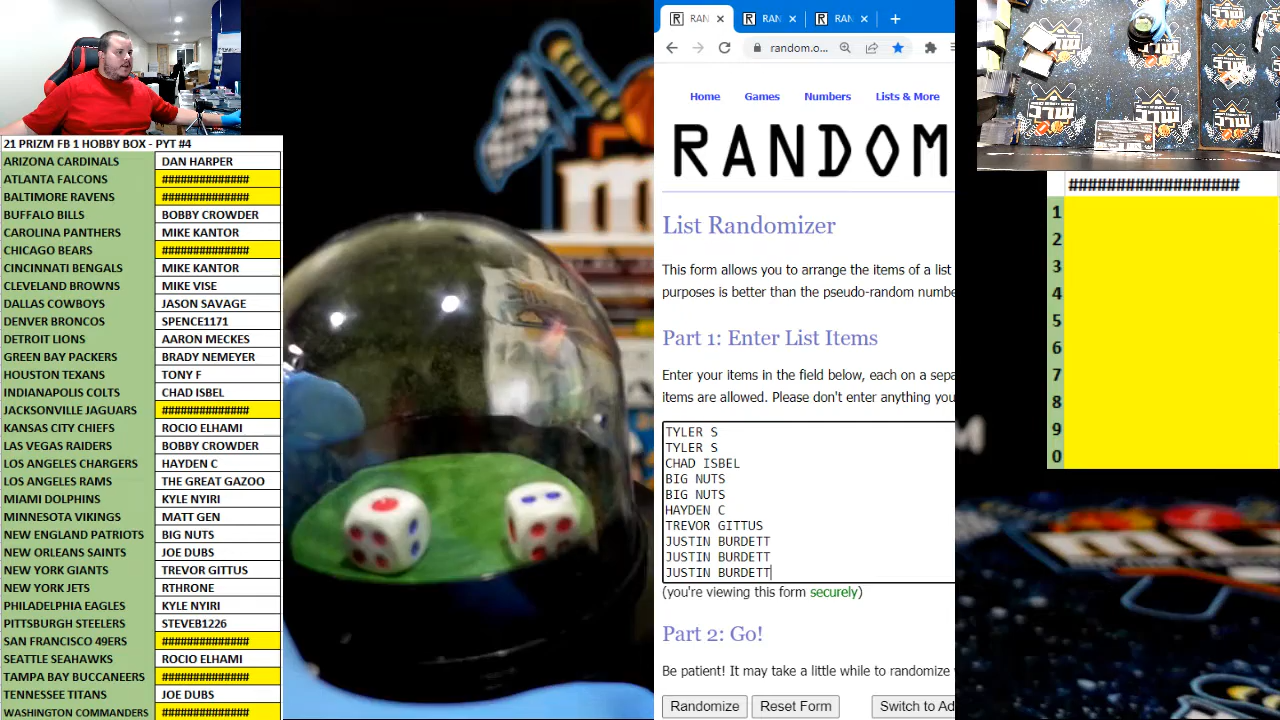 21 PRIZM FB 1 HOBBY BOX - PYT #4
ARIZONA CARDINALS DAN HARPER
ATLANTA FALCONS ##############
BALTIMORE RAVENS ##############
BUFFALO BILLS BOBBY CROWDER
CAROLINA PANTHERS MIKE KANTOR
CHICAGO BEARS ##############
CINCINNATI BENGALS MIKE KANTOR
CLEVELAND BROWNS MIKE VISE
DALLAS COWBOYS JASON SAVAGE
DENVER BRONCOS SPENCE1171
DETROIT LIONS AARON MECKES
GREEN BAY PACKERS BRADY NEMEYER
HOUSTON TEXANS TONY F
INDIANAPOLIS COLTS CHAD ISBEL
JACKSONVILLE JAGUARS ##############
KANSAS CITY CHIEFS ROCIO ELHAMI
LAS VEGAS RAIDERS BOBBY CROWDER
LOS ANGELES CHARGERS HAYDEN C
LOS ANGELES RAMS THE GREAT GAZOO
MIAMI DOLPHINS KYLE NYIRI
MINNESOTA VIKINGS MATT GEN
NEW ENGLAND PATRIOTS BIG NUTS
NEW ORLEANS SAINTS JOE DUBS
NEW YORK GIANTS TREVOR GITTUS
NEW YORK JETS RTHRONE
PHILADELPHIA EAGLES KYLE NYIRI
PITTSBURGH STEELERS STEVEB1226
SAN FRANCISCO 49ERS ##############
SEATTLE SEAHAWKS ROCIO ELHAMI
TAMPA BAY BUCCANEERS ##############
TENNESSEE TITANS JOE DUBS
WASHINGTON COMMANDERS ##############
RAN RAN RAN
random.o...
Home Games Numbers Lists & More
RANDOM
List Randomizer
This form allows you to arrange the items of a list
purposes is better than the pseudo-random numbe
Part 1: Enter List Items
Enter your items in the field below, each on a sepa
items are allowed. Please don't enter anything you
TYLER S
TYLER S
CHAD ISBEL
BIG NUTS
BIG NUTS
HAYDEN C
TREVOR GITTUS
JUSTIN BURDETT
JUSTIN BURDETT
JUSTIN BURDETT
(you're viewing this form securely)
Part 2: Go!
Be patient! It may take a little while to randomize
Randomize Reset Form Switch to Ad
##################
1
2
3
4
5
6
7
8
9
0